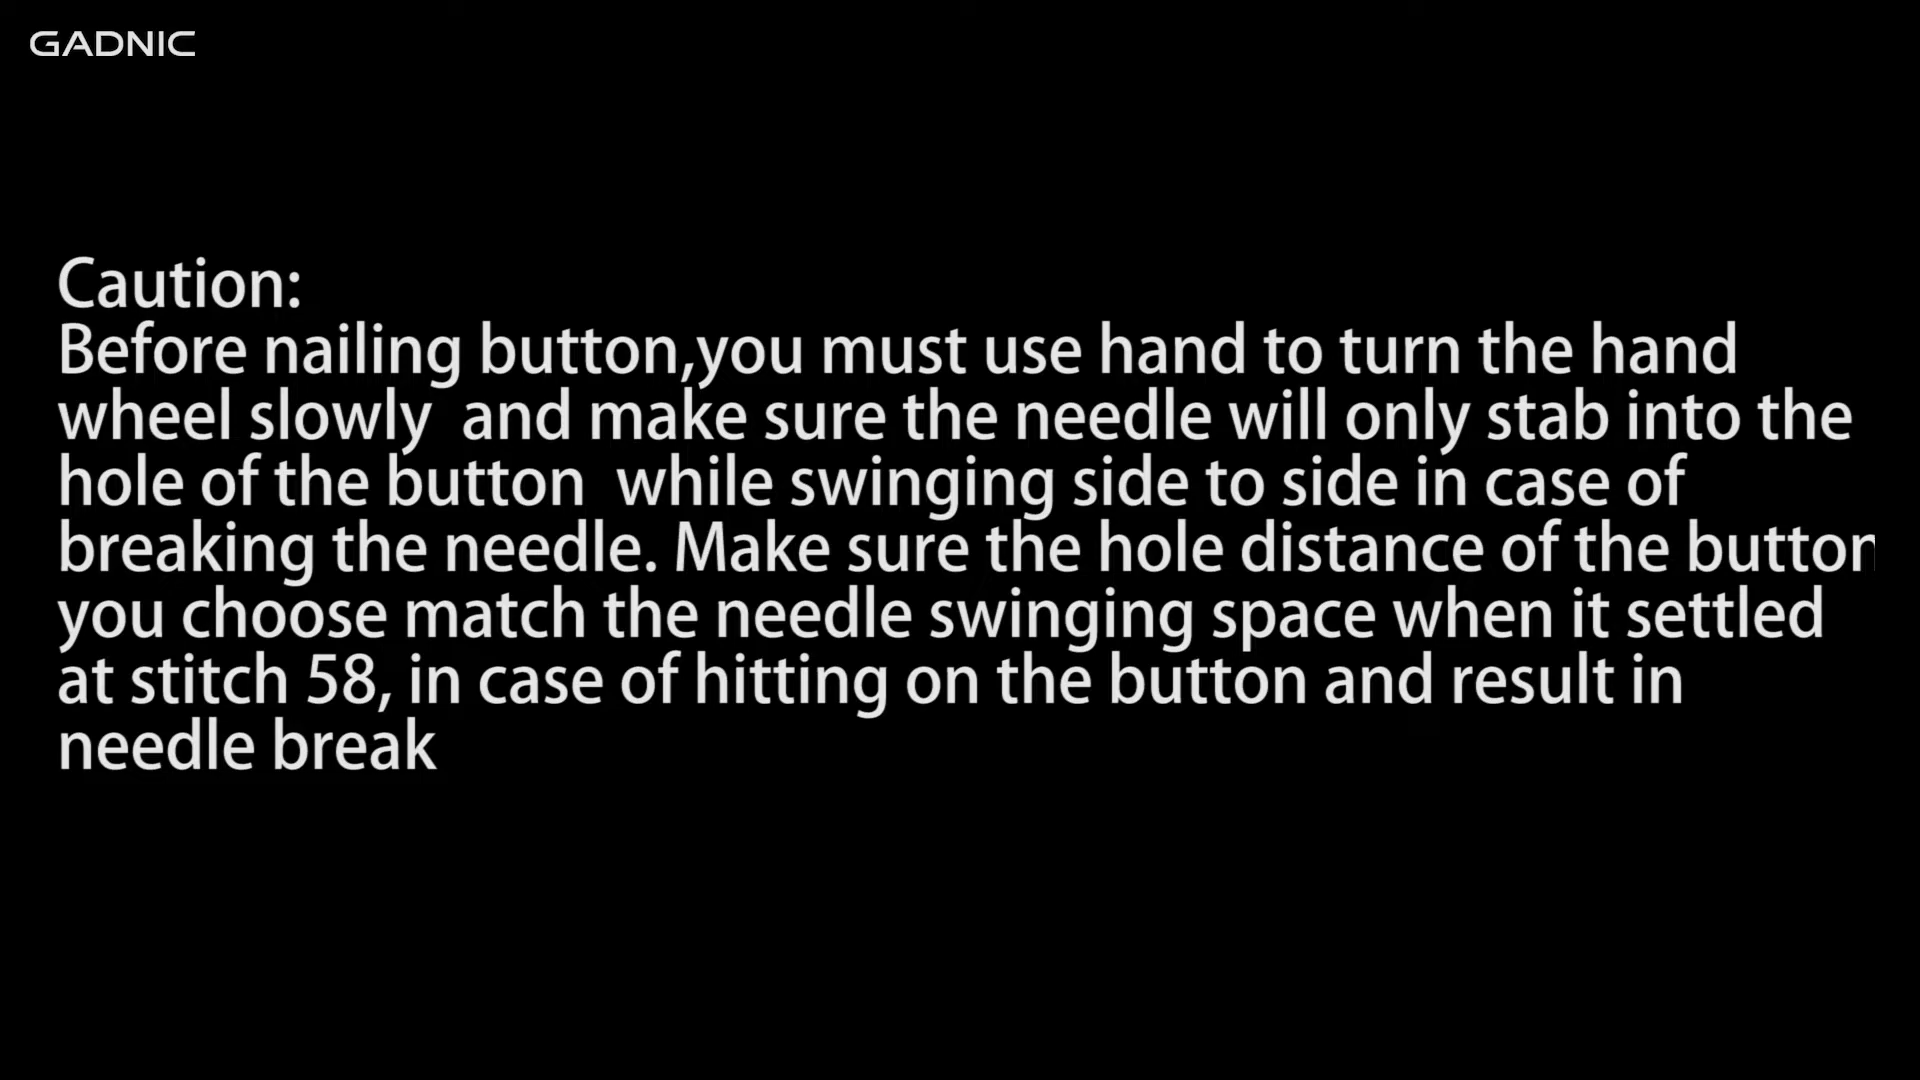 GADNIC
Caution:
Before nailing button,you must use hand to turn the hand
wheel slowly  and make sure the needle will only stab into the
hole of the button  while swinging side to side in case of
breaking the needle. Make sure the hole distance of the button
you choose match the needle swinging space when it settled
at stitch 58, in case of hitting on the button and result in
needle break